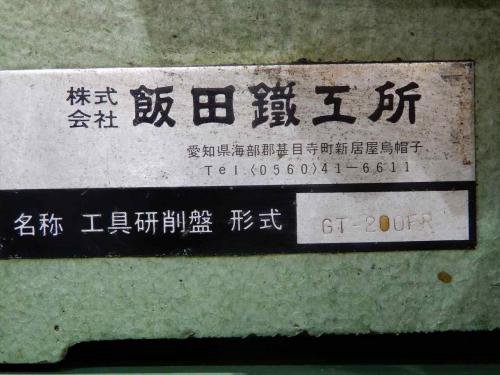 株式会社 飯田鐵工所
愛知県海部郡甚目寺町新居屋烏帽子
Tel〈0560〉41-6611
名称 工具研削盤 形式 GT-200FR